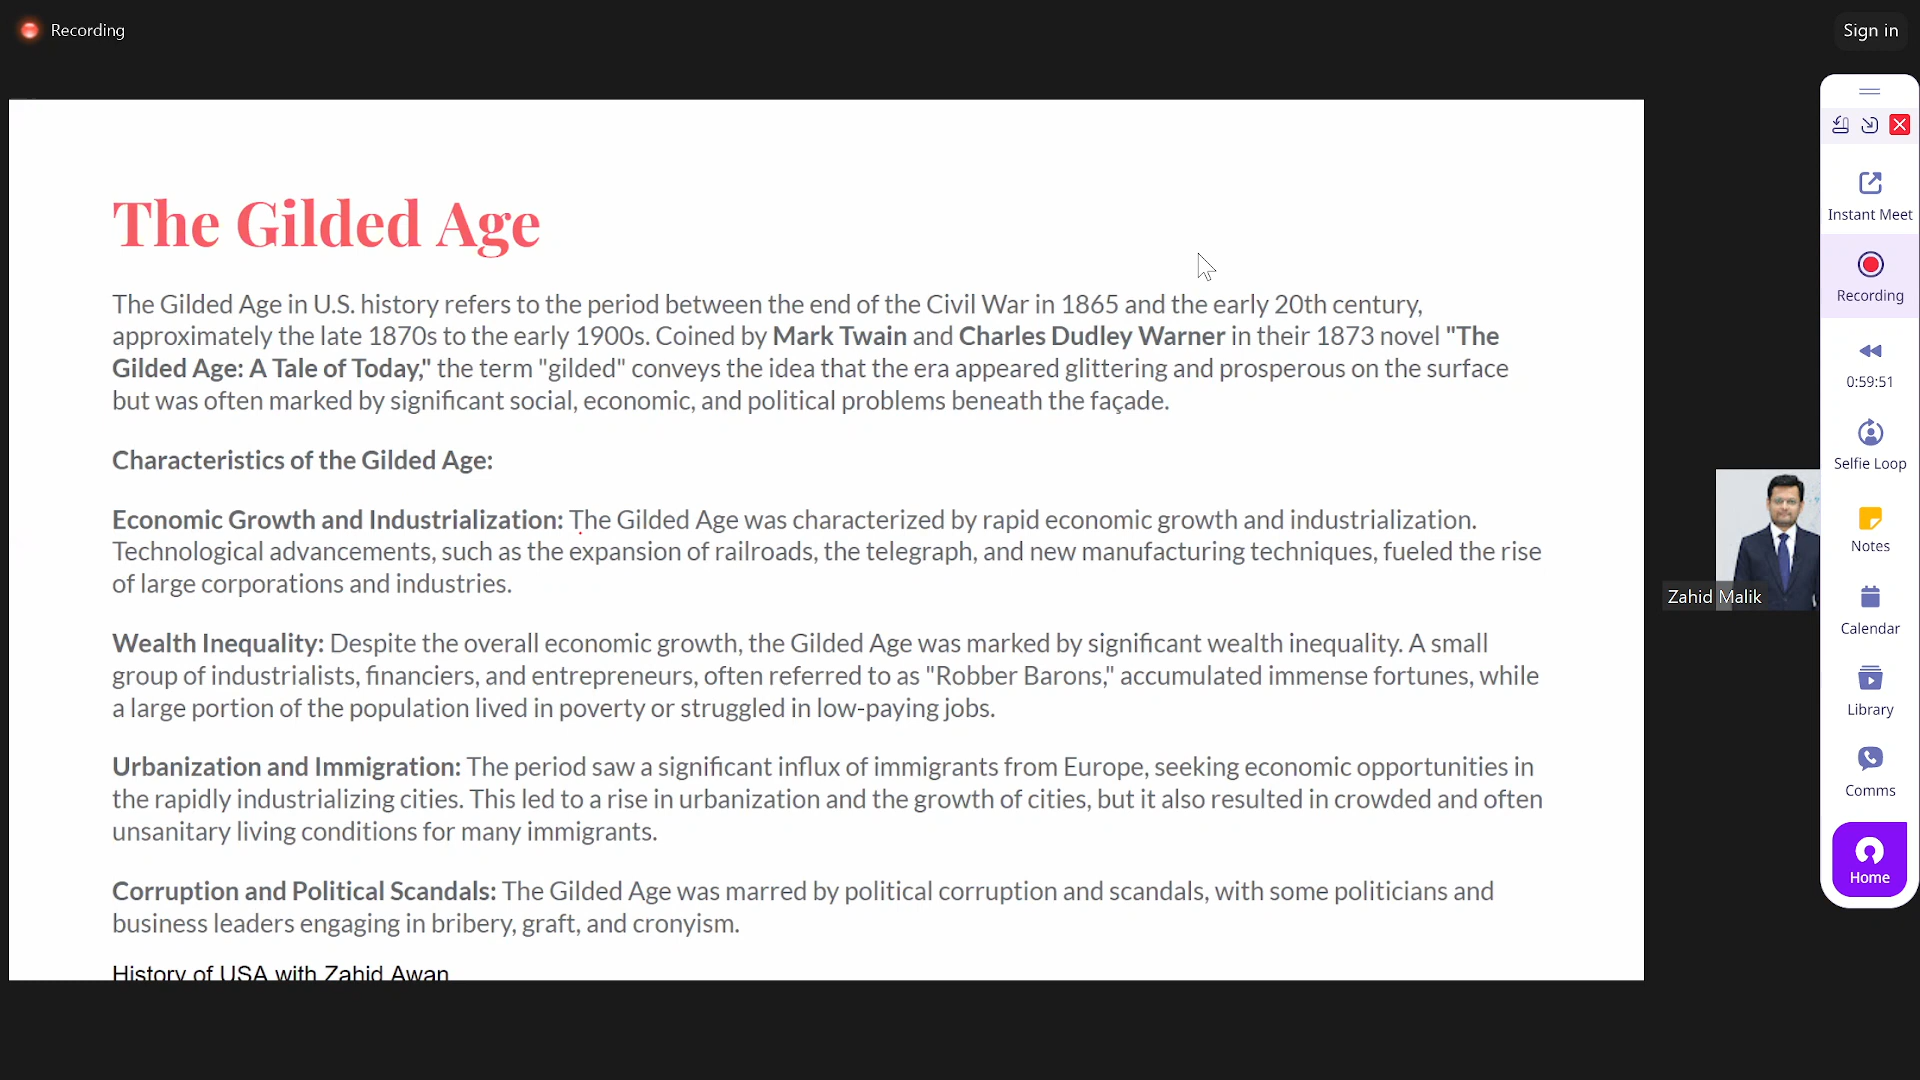 Recording
Sign in
The Gilded Age
The Gilded Age in U.S. history refers to the period between the end of the Civil War in 1865 and the early 20th century,
approximately the late 1870s to the early 1900s. Coined by Mark Twain and Charles Dudley Warner in their 1873 novel "The
Gilded Age: A Tale of Today," the term "gilded" conveys the idea that the era appeared glittering and prosperous on the surface
but was often marked by significant social, economic, and political problems beneath the façade.
Characteristics of the Gilded Age:
Economic Growth and Industrialization: The Gilded Age was characterized by rapid economic growth and industrialization.
Technological advancements, such as the expansion of railroads, the telegraph, and new manufacturing techniques, fueled the rise
of large corporations and industries.
Wealth Inequality: Despite the overall economic growth, the Gilded Age was marked by significant wealth inequality. A small
group of industrialists, financiers, and entrepreneurs, often referred to as "Robber Barons," accumulated immense fortunes, while
a large portion of the population lived in poverty or struggled in low-paying jobs.
Urbanization and Immigration: The period saw a significant influx of immigrants from Europe, seeking economic opportunities in
the rapidly industrializing cities. This led to a rise in urbanization and the growth of cities, but it also resulted in crowded and often
unsanitary living conditions for many immigrants.
Corruption and Political Scandals: The Gilded Age was marred by political corruption and scandals, with some politicians and
business leaders engaging in bribery, graft, and cronyism.
History of USA with Zahid Awan
Zahid Malik
Instant Meet
Recording
0:59:51
Selfie Loop
Notes
Calendar
Library
Comms
Home